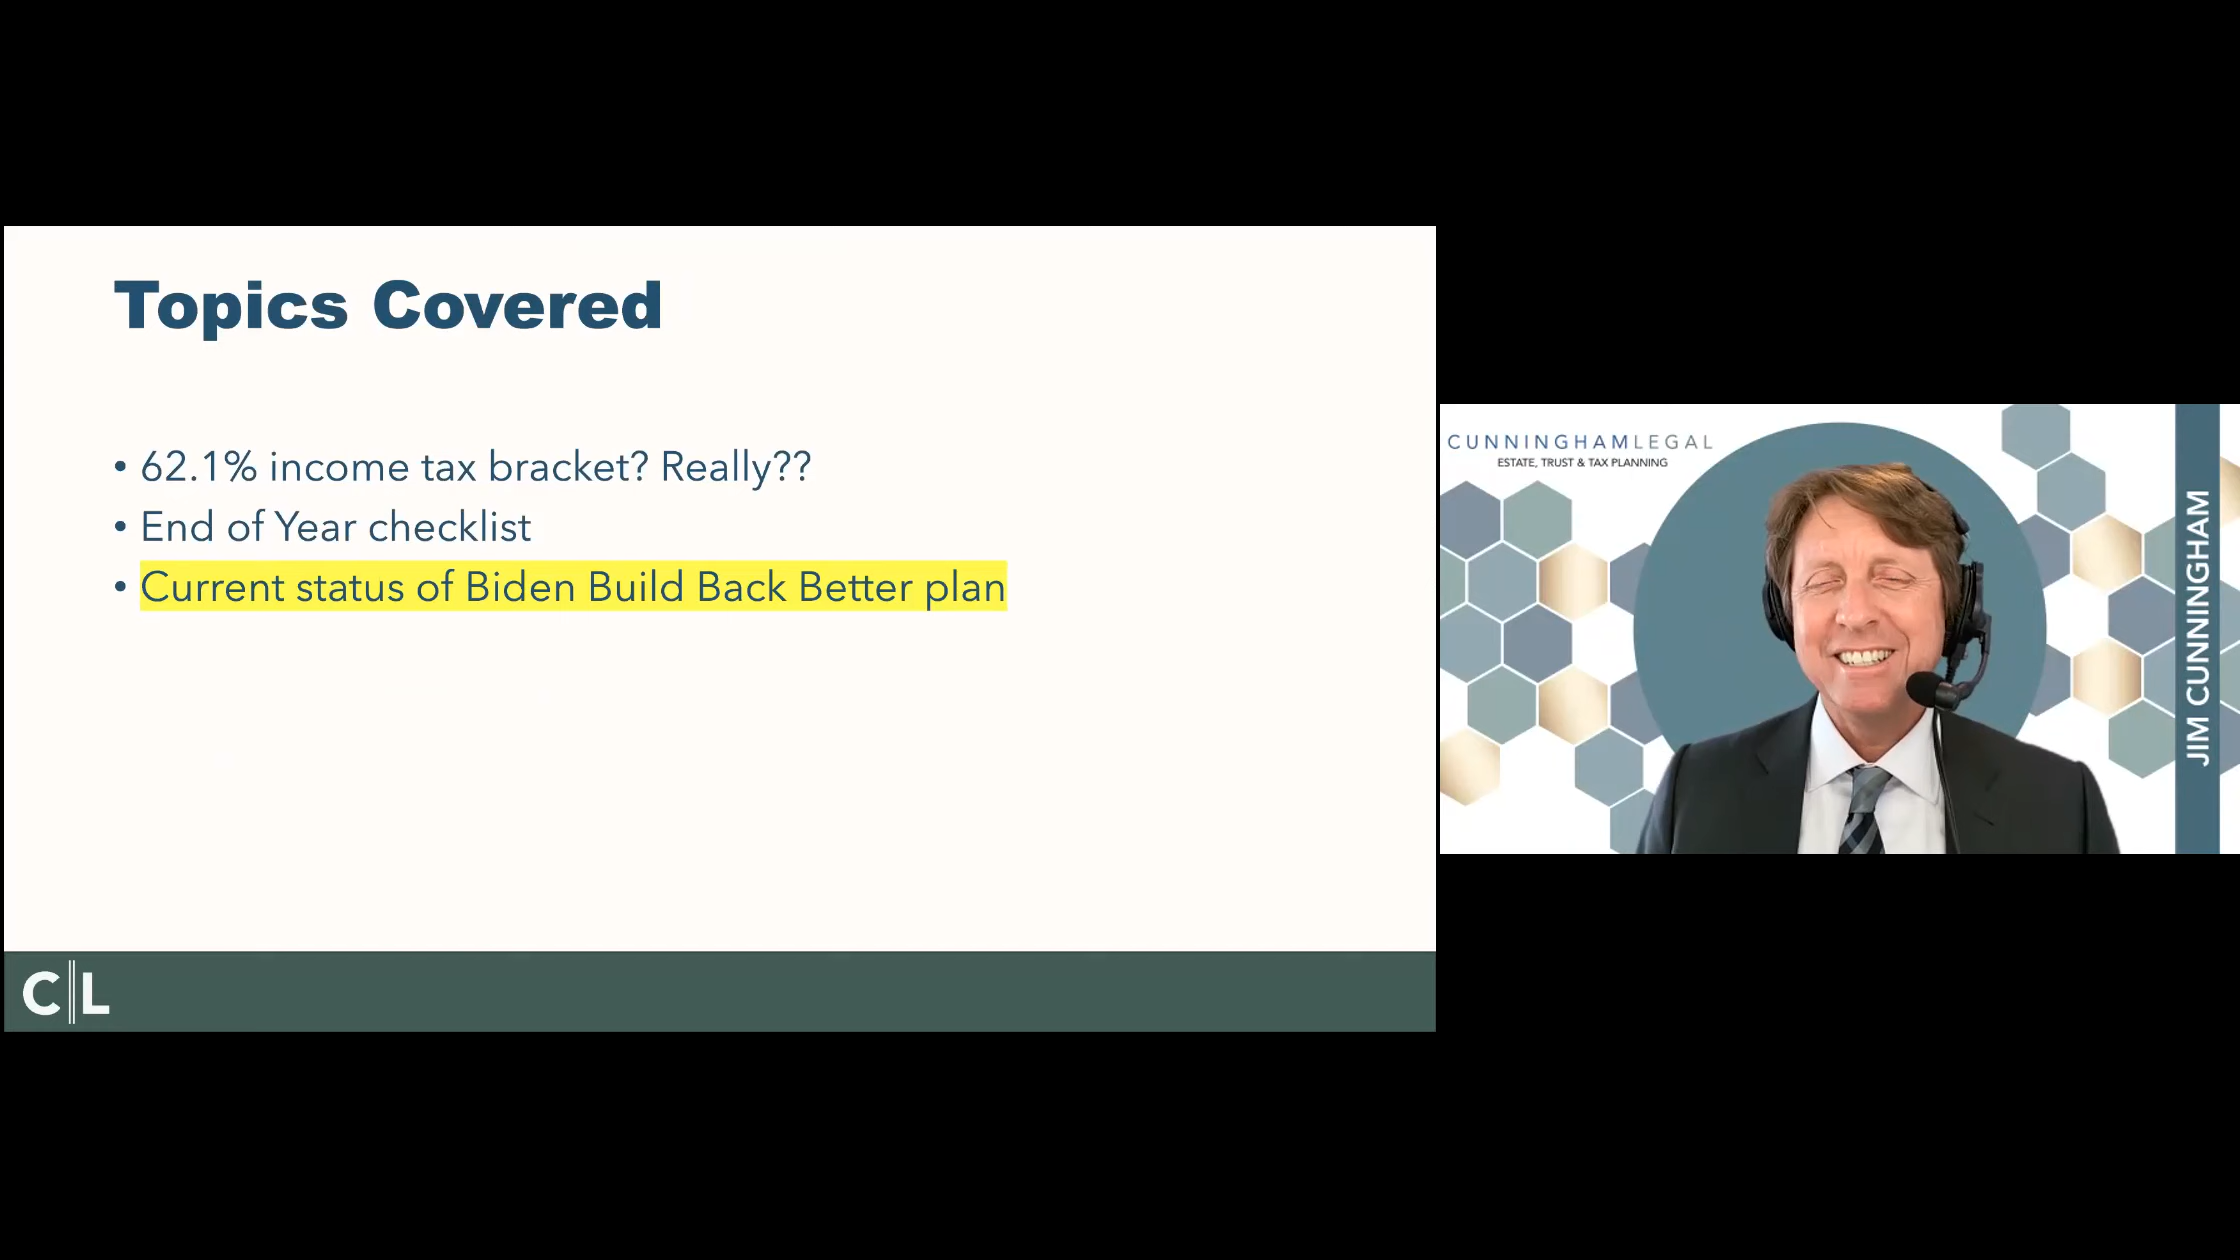 Topics Covered
• 62.1% income tax bracket? Really??
• End of Year checklist
• Current status of Biden Build Back Better plan
C||L
CUNNINGHAMLEGAL
ESTATE, TRUST & TAX PLANNING
JIM CUNNINGHAM